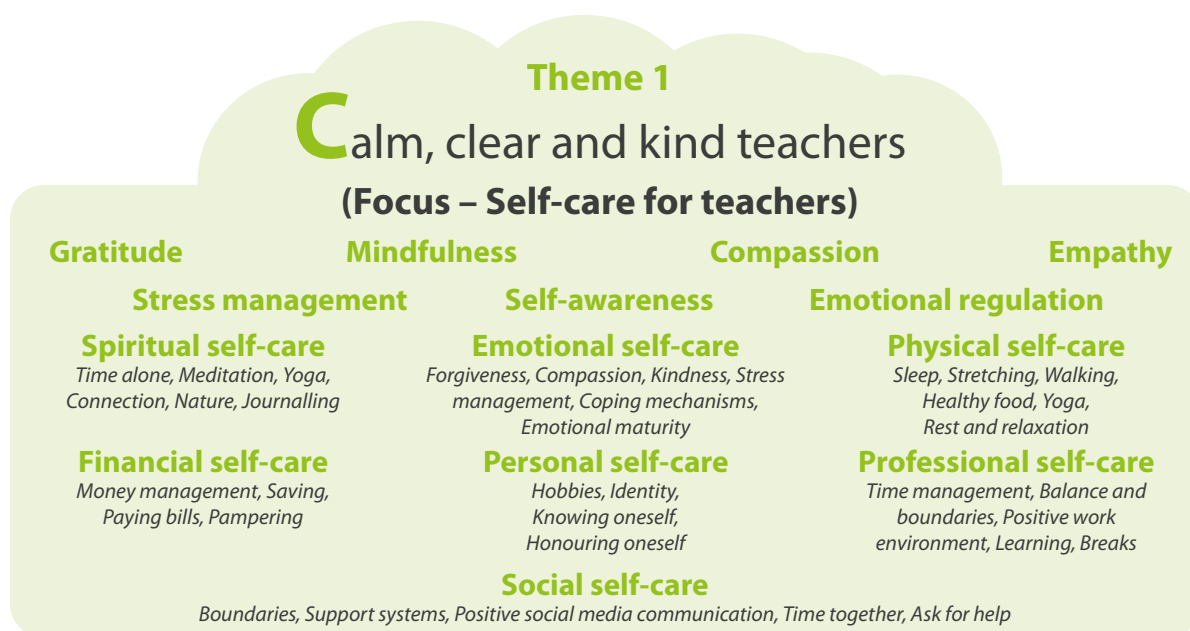 Theme 1
Calm, clear and kind teachers
(Focus – Self-care for teachers)
Gratitude Mindfulness Compassion Empathy
Stress management Self-awareness Emotional regulation
Spiritual self-care
Time alone, Meditation, Yoga,
Connection, Nature, Journalling
Emotional self-care
Forgiveness, Compassion, Kindness, Stress
management, Coping mechanisms,
Emotional maturity
Physical self-care
Sleep, Stretching, Walking,
Healthy food, Yoga,
Rest and relaxation
Financial self-care
Money management, Saving,
Paying bills, Pampering
Personal self-care
Hobbies, Identity,
Knowing oneself,
Honouring oneself
Professional self-care
Time management, Balance and
boundaries, Positive work
environment, Learning, Breaks
Social self-care
Boundaries, Support systems, Positive social media communication, Time together, Ask for help